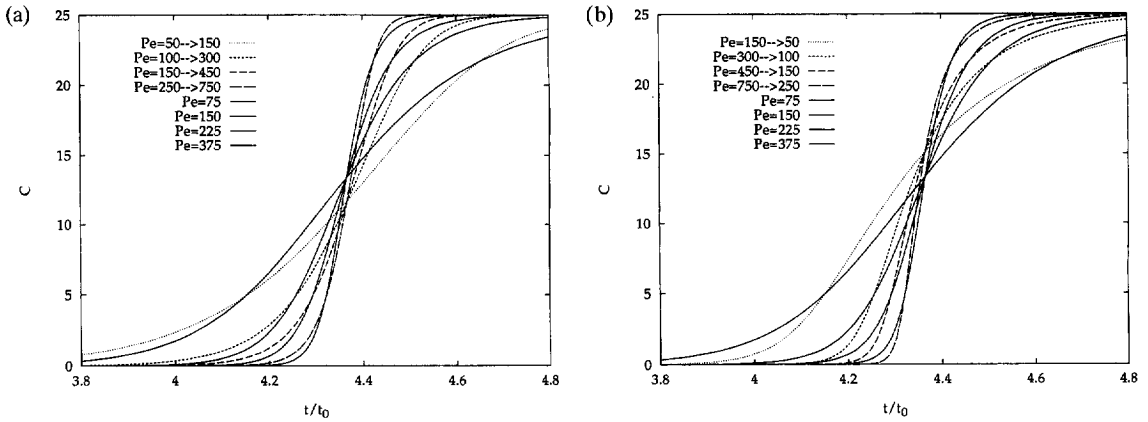 (a)
Pe=50-->150
Pe=100-->300
Pe=150-->450
Pe=250-->750
Pe=75
Pe=150
Pe=225
Pe=375
25
20
15
10
5
0
C
3.8 4 4.2 4.4 4.6 4.8
t/t0
(b)
Pe=150-->50
Pe=300-->100
Pe=450-->150
Pe=750-->250
Pe=75
Pe=150
Pe=225
Pe=375
25
20
15
10
5
0
C
3.8 4 4.2 4.4 4.6 4.8
t/t0